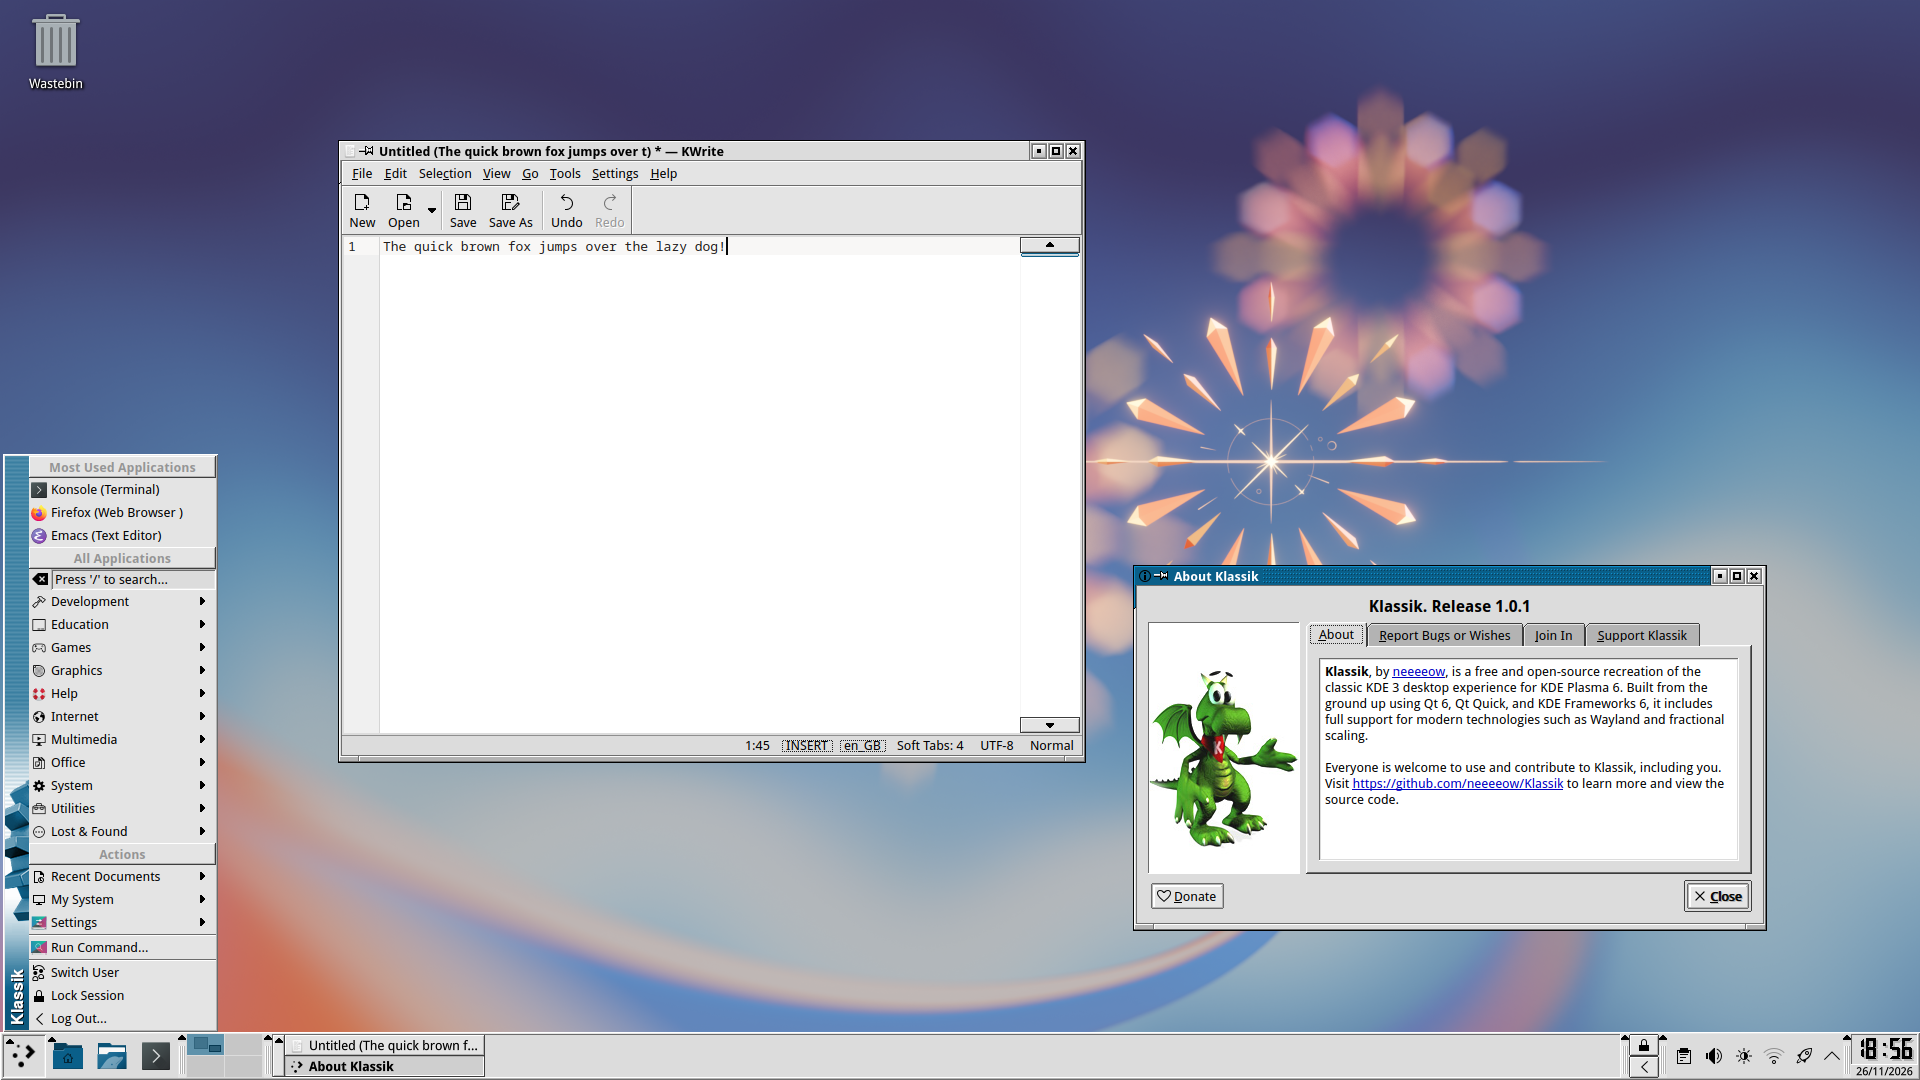 Wastebin
Untitled (The quick brown fox jumps over t) * — KWrite
File Edit Selection View Go Tools Settings Help
New Open Save Save As Undo Redo
1 The quick brown fox jumps over the lazy dog!
1:45 INSERT en_GB Soft Tabs: 4 UTF-8 Normal
Most Used Applications
Konsole (Terminal)
Firefox (Web Browser )
Emacs (Text Editor)
All Applications
Press '/' to search...
Development
Education
Games
Graphics
Help
Internet
Multimedia
Office
System
Utilities
Lost & Found
Actions
Recent Documents
My System
Settings
Run Command...
Switch User
Lock Session
Log Out...
Klassik
About Klassik
Klassik. Release 1.0.1
About Report Bugs or Wishes Join In Support Klassik
Klassik, by neeeeow, is a free and open-source recreation of the
classic KDE 3 desktop experience for KDE Plasma 6. Built from the
ground up using Qt 6, Qt Quick, and KDE Frameworks 6, it includes
full support for modern technologies such as Wayland and fractional
scaling.
Everyone is welcome to use and contribute to Klassik, including you.
Visit https://github.com/neeeeow/Klassik to learn more and view the
source code.
K
Donate Close
Untitled (The quick brown f...
About Klassik
18:56
26/11/2026